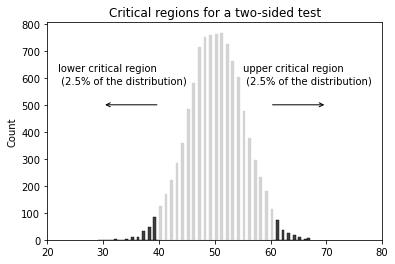 Critical regions for a two-sided test
lower critical region
(2.5% of the distribution)
upper critical region
(2.5% of the distribution)
Count
800
700
600
500
400
300
200
100
0
20
30
40
50
60
70
80